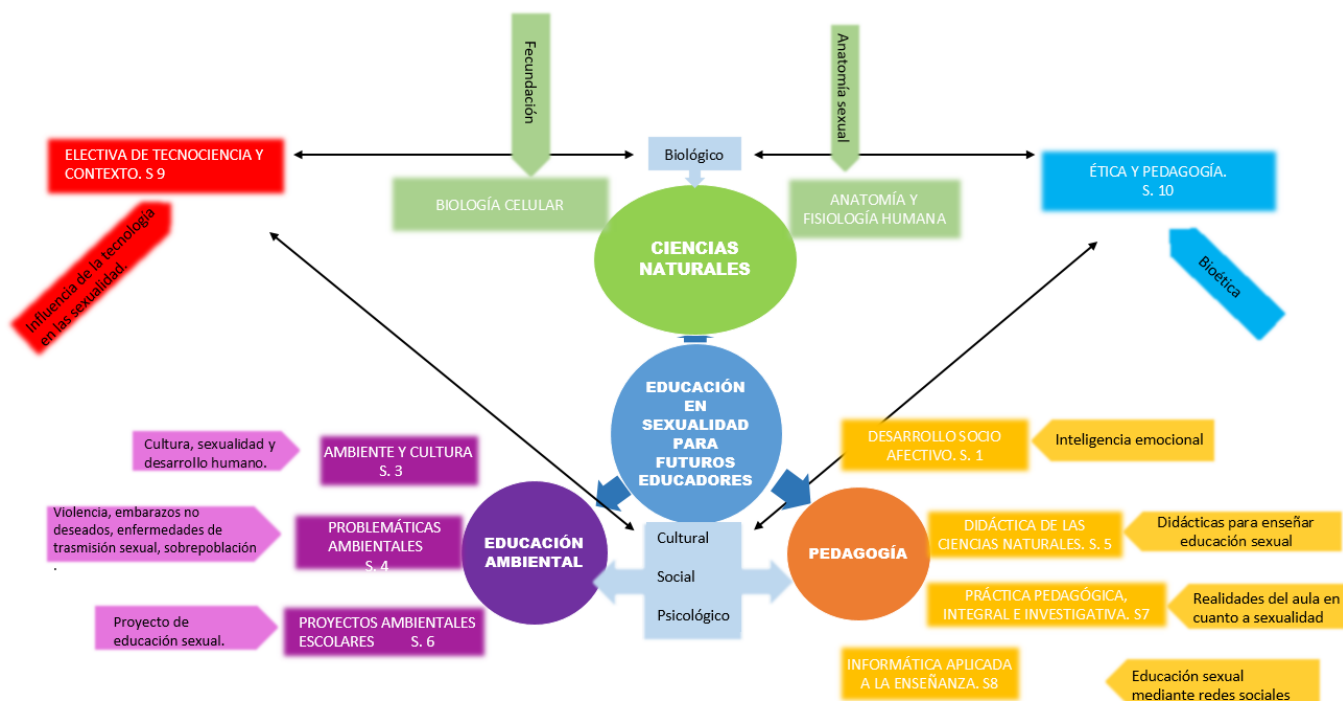 Fecundación
Anatomía sexual
ELECTIVA DE TECNOCIENCIA Y
CONTEXTO. S 9
Biológico
ÉTICA Y PEDAGOGÍA.
S. 10
BIOLOGÍA CELULAR
ANATOMÍA Y
FISIOLOGÍA HUMANA
Influencia de la tecnología
en las sexualidad.
CIENCIAS
NATURALES
Bioética
EDUCACIÓN
EN
SEXUALIDAD
PARA
FUTUROS
EDUCADORES
Cultura, sexualidad y
desarrollo humano.
AMBIENTE Y CULTURA
S. 3
DESARROLLO SOCIO
AFECTIVO. S. 1
Inteligencia emocional
Violencia, embarazos no
deseados, enfermedades de
trasmisión sexual, sobrepoblación
.
PROBLEMÁTICAS
AMBIENTALES
S. 4
EDUCACIÓN
AMBIENTAL
Cultural
Social
Psicológico
PEDAGOGÍA
DIDÁCTICA DE LAS
CIENCIAS NATURALES. S. 5
Didácticas para enseñar
educación sexual
PRÁCTICA PEDAGÓGICA,
INTEGRAL E INVESTIGATIVA. S7
Realidades del aula en
cuanto a sexualidad
Proyecto de
educación sexual.
PROYECTOS AMBIENTALES
ESCOLARES S. 6
INFORMÁTICA APLICADA
A LA ENSEÑANZA. S8
Educación sexual
mediante redes sociales